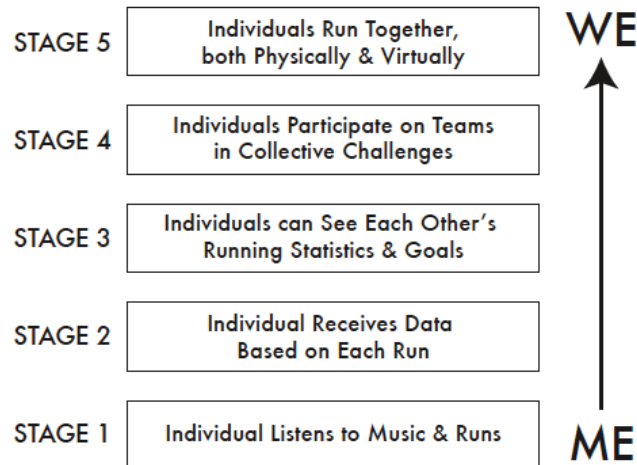 STAGE 5
Individuals Run Together,
both Physically & Virtually
WE
STAGE 4
Individuals Participate on Teams
in Collective Challenges
STAGE 3
Individuals can See Each Other's
Running Statistics & Goals
STAGE 2
Individual Receives Data
Based on Each Run
STAGE 1
Individual Listens to Music & Runs
ME